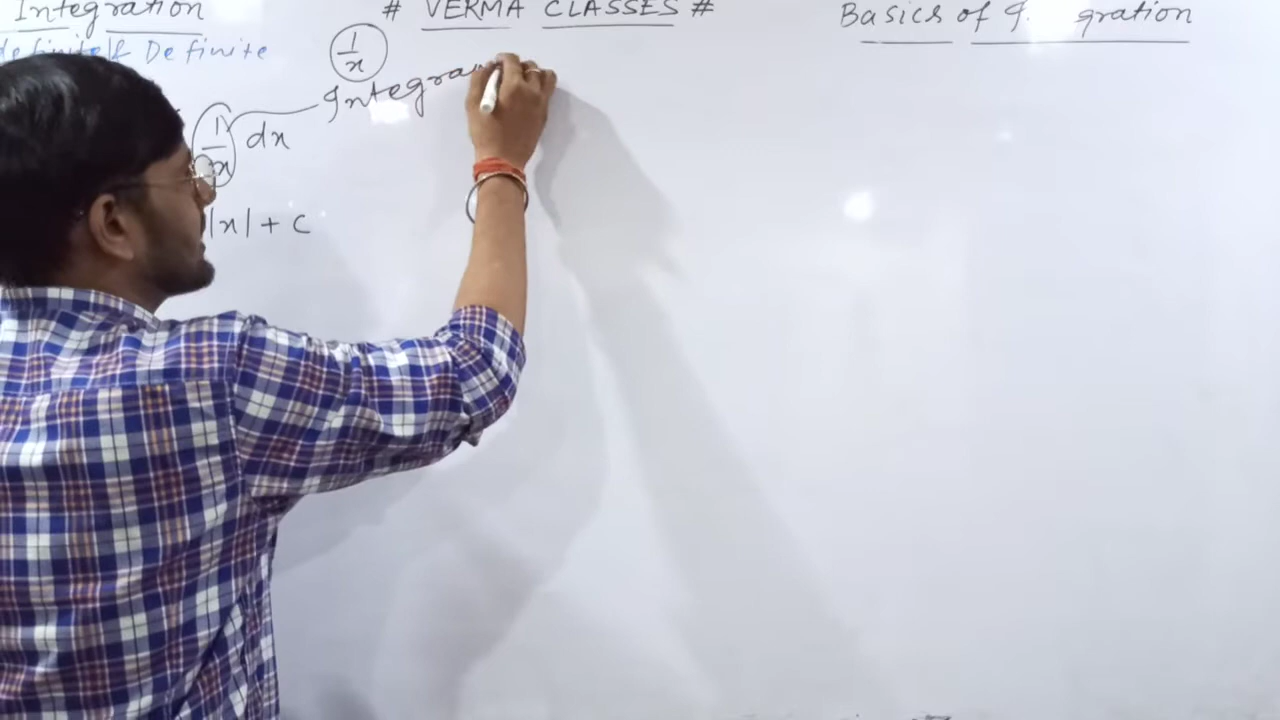 Integration
# VERMA CLASSES #
Basics of I gration
Definite
1/x
Integra
1/x dx
|x| + c